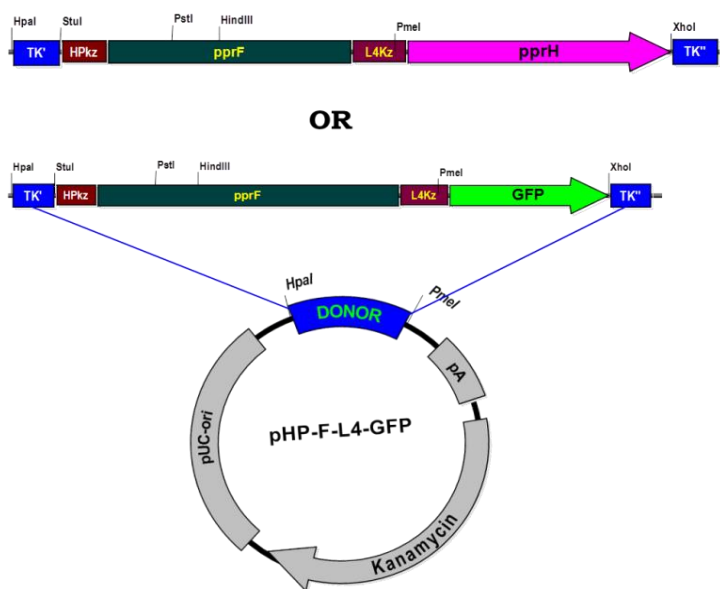 HpaI StuI PstI HindIII PmeI XhoI
TK' HPkz pprF L4Kz pprH TK"
OR
HpaI StuI PstI HindIII PmeI XhoI
TK' HPkz pprF L4Kz GFP TK"
HpaI PmeI
DONOR
pA
pHP-F-L4-GFP
pUC-ori
Kanamycin